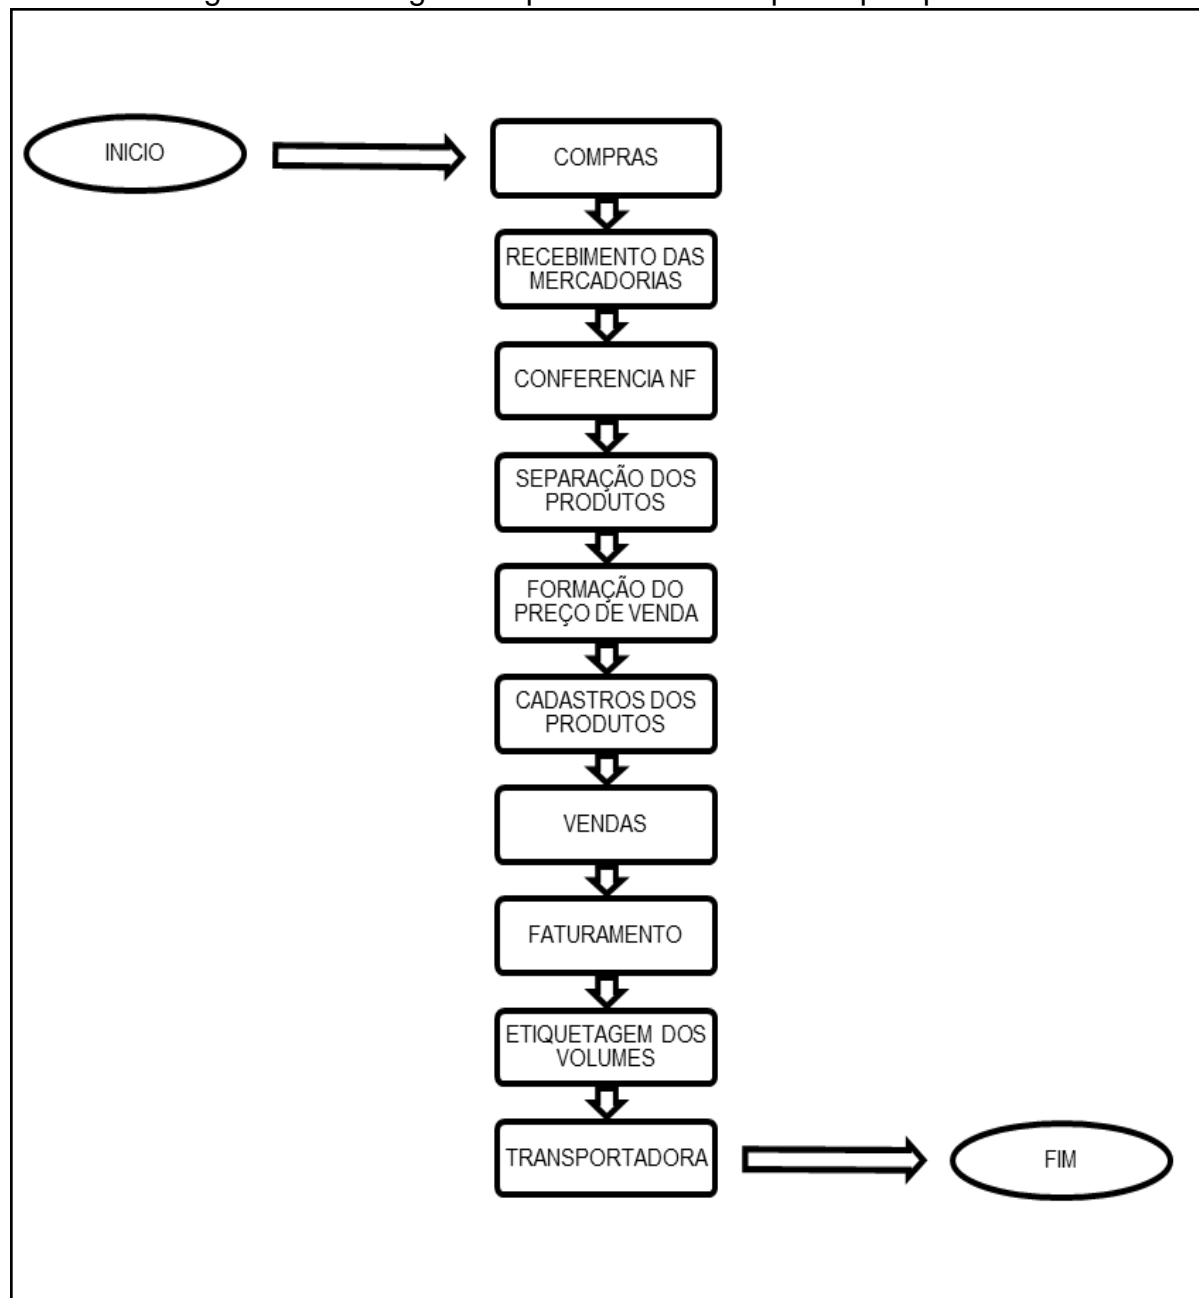 INICIO
COMPRAS
RECEBIMENTO DAS
MERCADORIAS
CONFERENCIA NF
SEPARAÇÃO DOS
PRODUTOS
FORMAÇÃO DO
PREÇO DE VENDA
CADASTROS DOS
PRODUTOS
VENDAS
FATURAMENTO
ETIQUETAGEM DOS
VOLUMES
TRANSPORTADORA
FIM